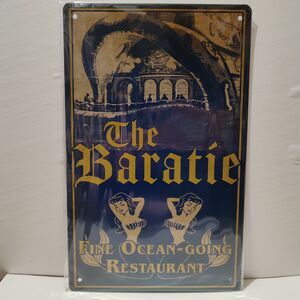 The
Baratie
Fine Ocean-going
Restaurant